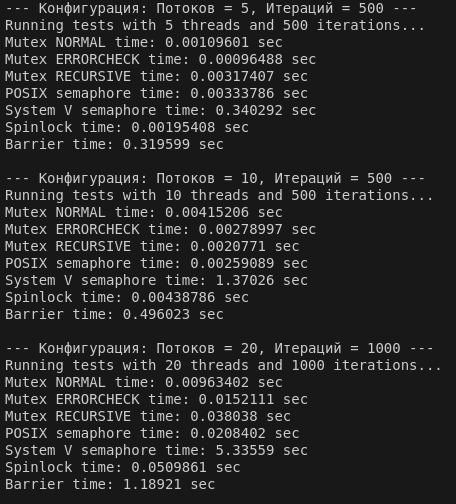 --- Конфигурация: Потоков = 5, Итераций = 500 ---
Running tests with 5 threads and 500 iterations...
Mutex NORMAL time: 0.00109601 sec
Mutex ERRORCHECK time: 0.00096488 sec
Mutex RECURSIVE time: 0.00317407 sec
POSIX semaphore time: 0.00333786 sec
System V semaphore time: 0.340292 sec
Spinlock time: 0.00195408 sec
Barrier time: 0.319599 sec

--- Конфигурация: Потоков = 10, Итераций = 500 ---
Running tests with 10 threads and 500 iterations...
Mutex NORMAL time: 0.00415206 sec
Mutex ERRORCHECK time: 0.00278997 sec
Mutex RECURSIVE time: 0.0020771 sec
POSIX semaphore time: 0.00259089 sec
System V semaphore time: 1.37026 sec
Spinlock time: 0.00438786 sec
Barrier time: 0.496023 sec

--- Конфигурация: Потоков = 20, Итераций = 1000 ---
Running tests with 20 threads and 1000 iterations...
Mutex NORMAL time: 0.00963402 sec
Mutex ERRORCHECK time: 0.0152111 sec
Mutex RECURSIVE time: 0.038038 sec
POSIX semaphore time: 0.0208402 sec
System V semaphore time: 5.33559 sec
Spinlock time: 0.0509861 sec
Barrier time: 1.18921 sec